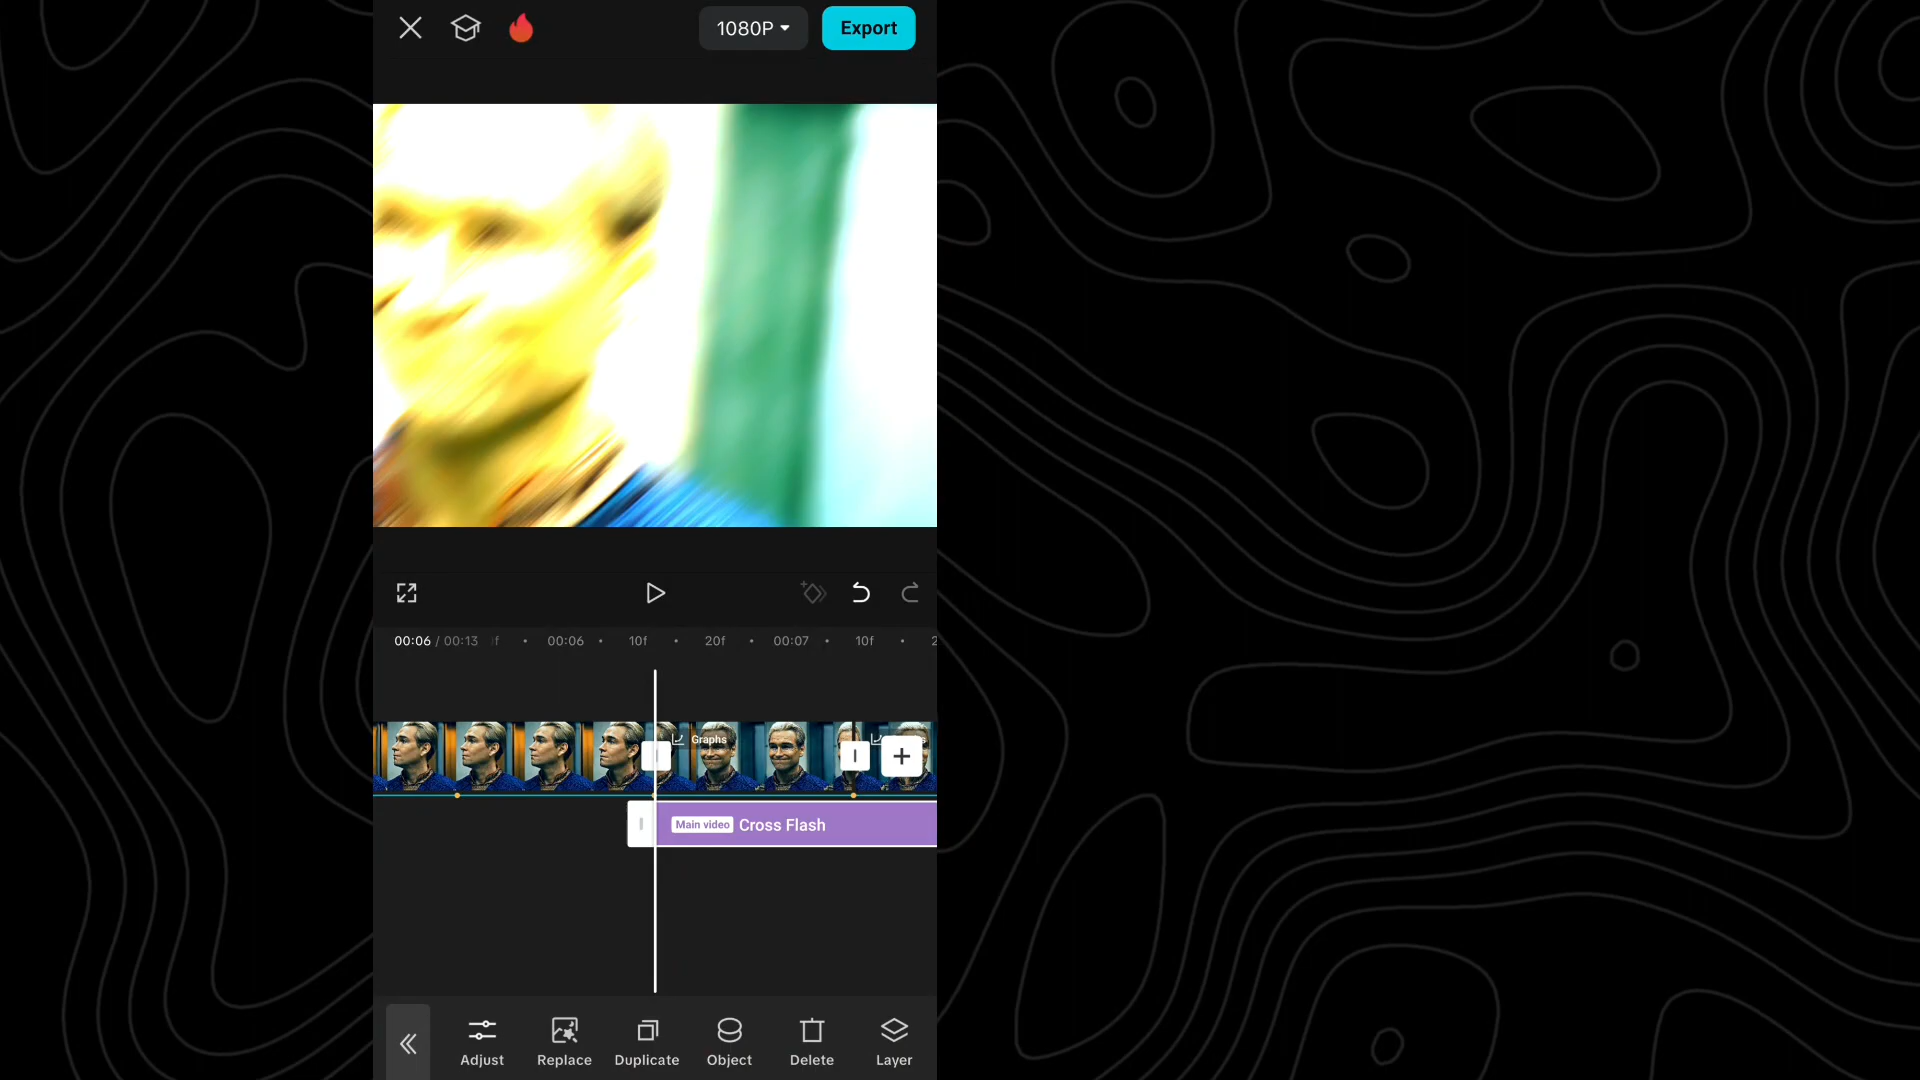 1080P
Export
00:06 / 00:13
f
00:06
10f
20f
00:07
10f
2
Graphs
Main video
Cross Flash
Adjust
Replace
Duplicate
Object
Delete
Layer